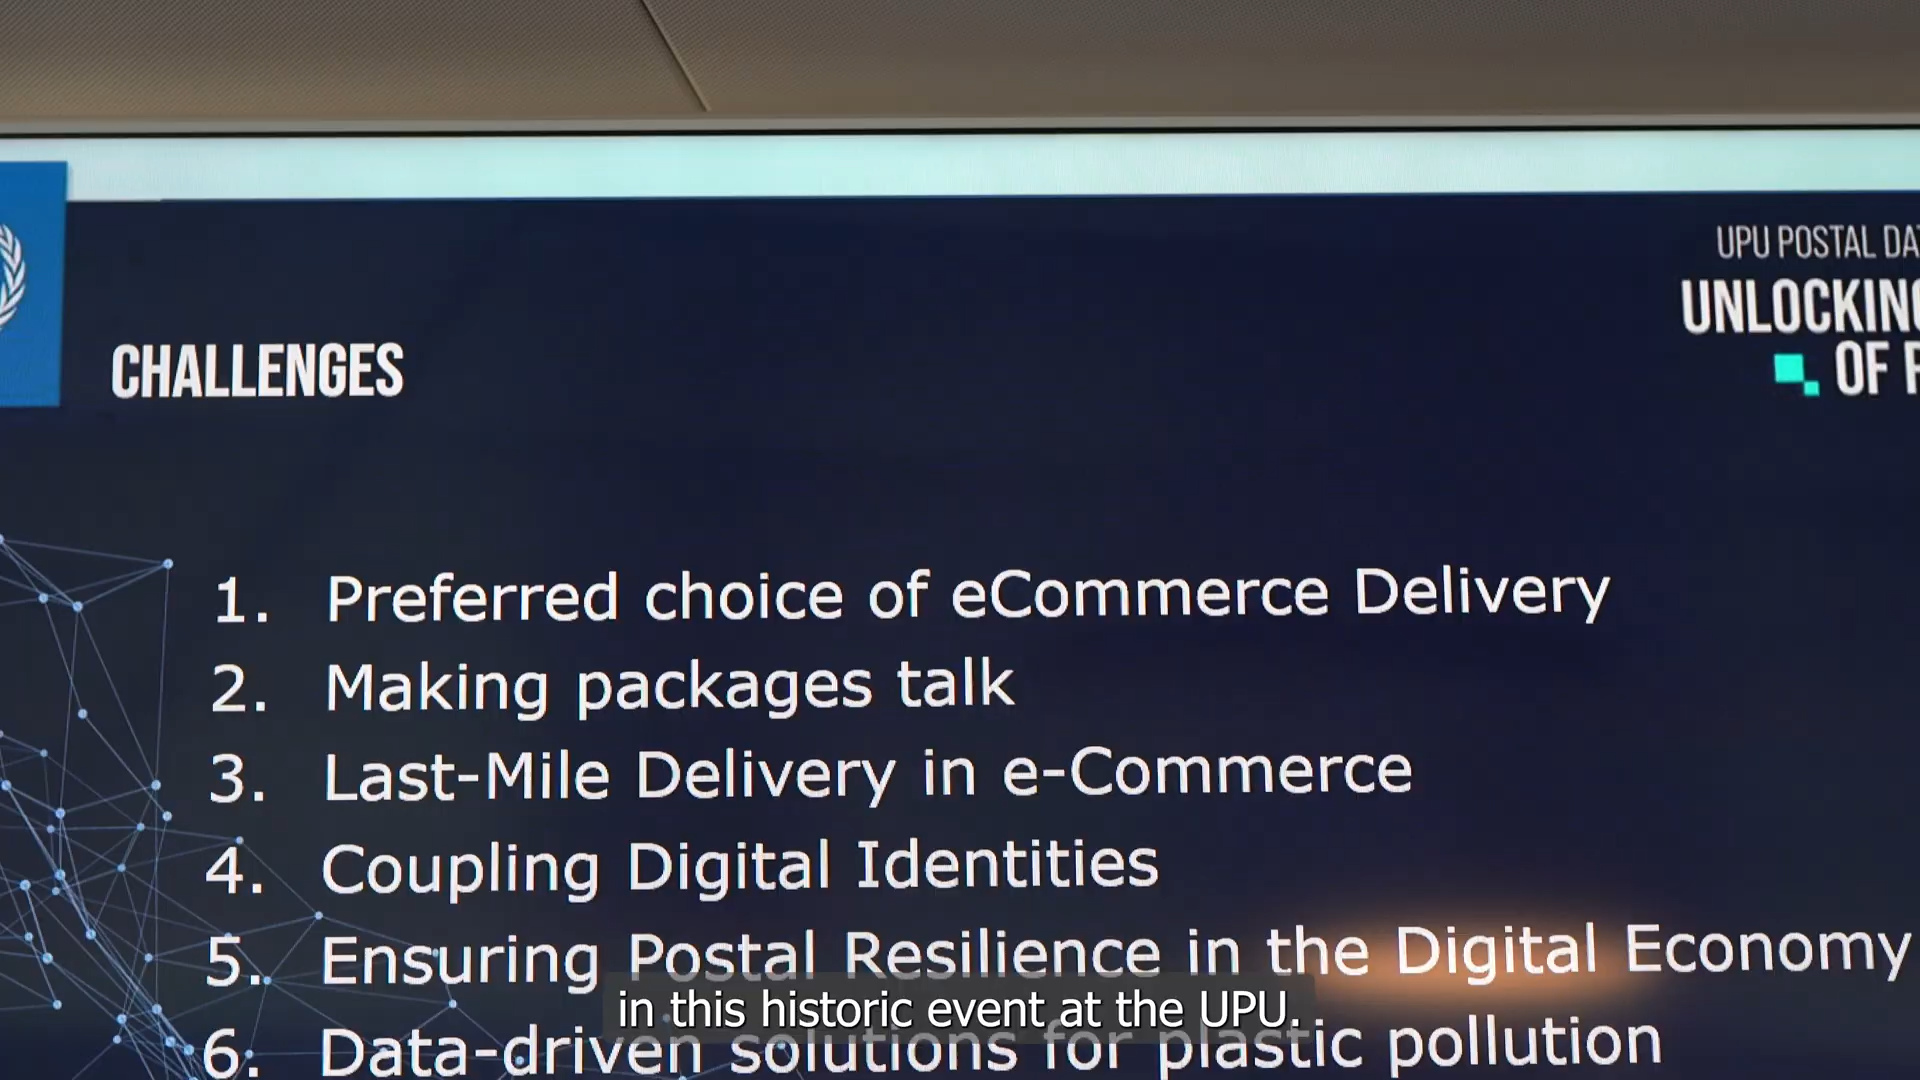 UPU POSTAL
UNLOCKING
OF
CHALLENGES
1. Preferred choice of eCommerce Delivery
2. Making packages talk
3. Last-Mile Delivery in e-Commerce
4. Coupling Digital Identities
5. Ensuring Postal Resilience in the Digital Economy
in this historic event at the UPU.
6. Data-driven solutions for plastic pollution